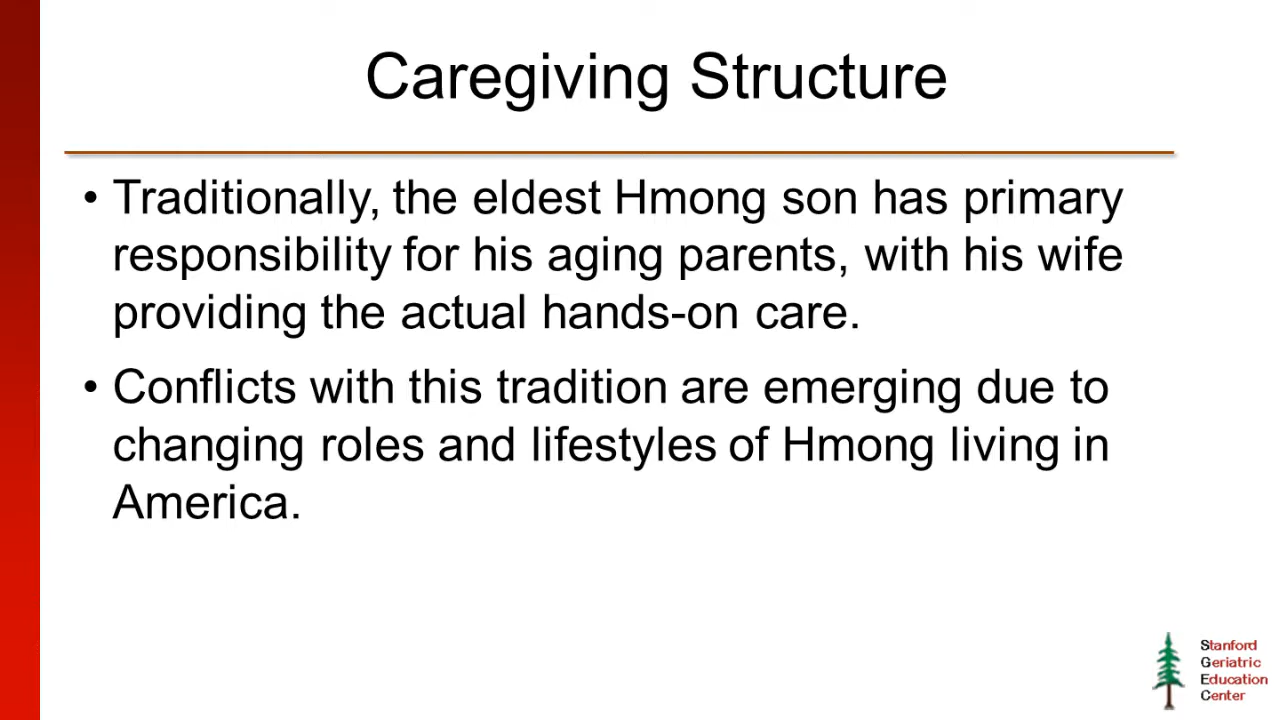 Caregiving Structure
• Traditionally, the eldest Hmong son has primary
responsibility for his aging parents, with his wife
providing the actual hands-on care.
• Conflicts with this tradition are emerging due to
changing roles and lifestyles of Hmong living in
America.
Stanford
Geriatric
Education
Center